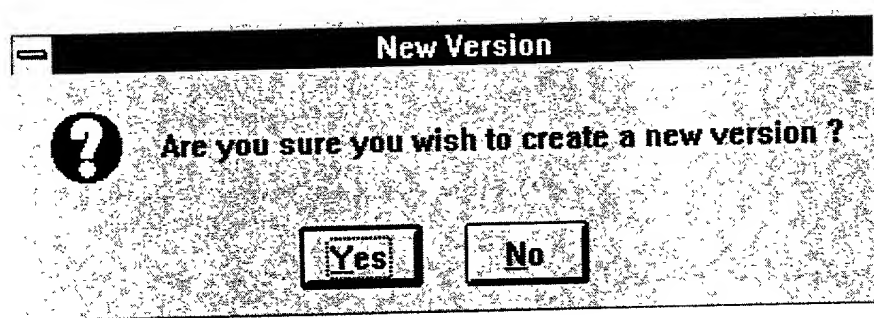 New Version
Are you sure you wish to create a new version ?
Yes
No